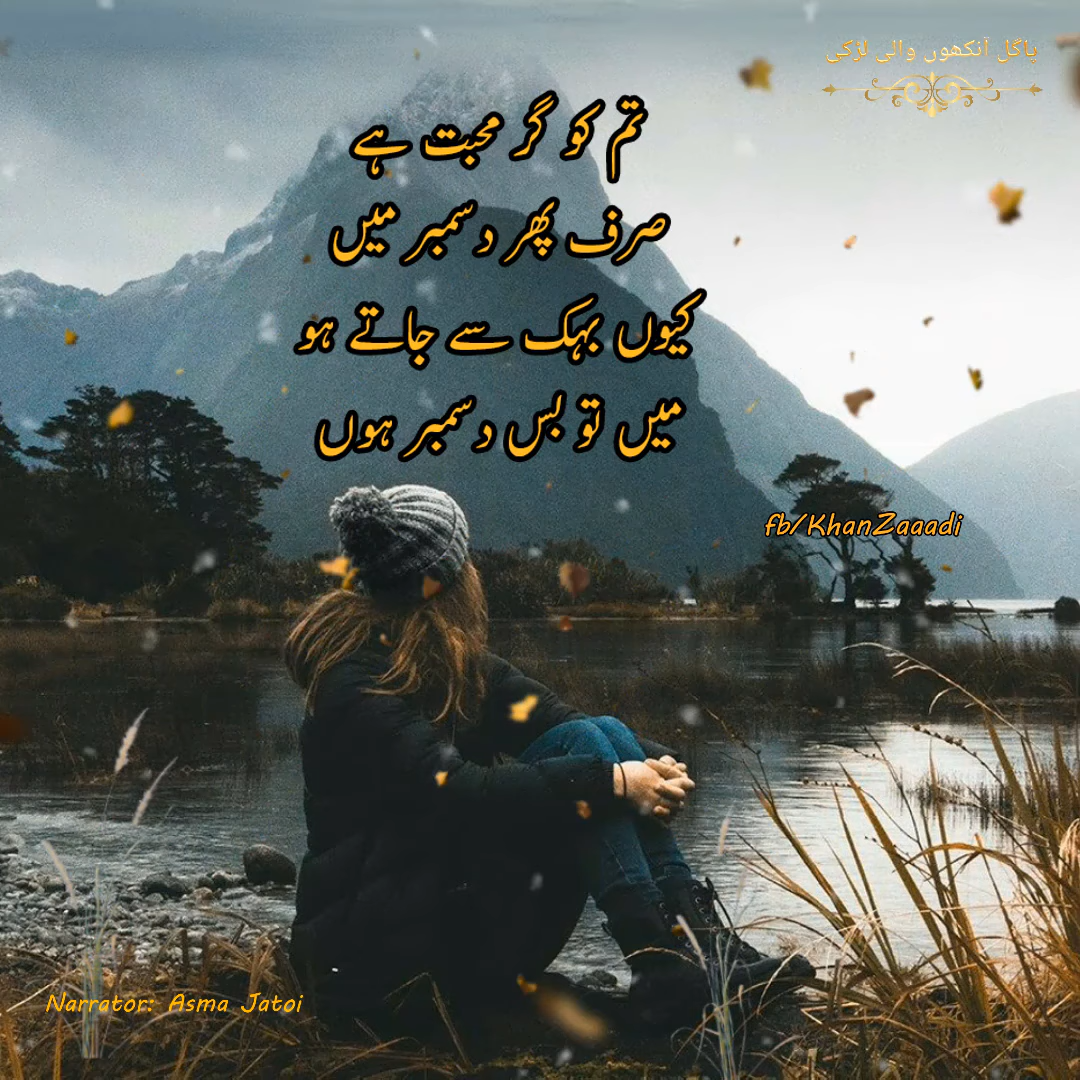 پاگل آنکھوں والی لڑکی
تم کو گر محبت ہے
صرف پھر دسمبر میں
کیوں بہک سے جاتے ہو
میں تو بس دسمبر ہوں
fb/KhanZaaadi
Narrator: Asma Jatoi